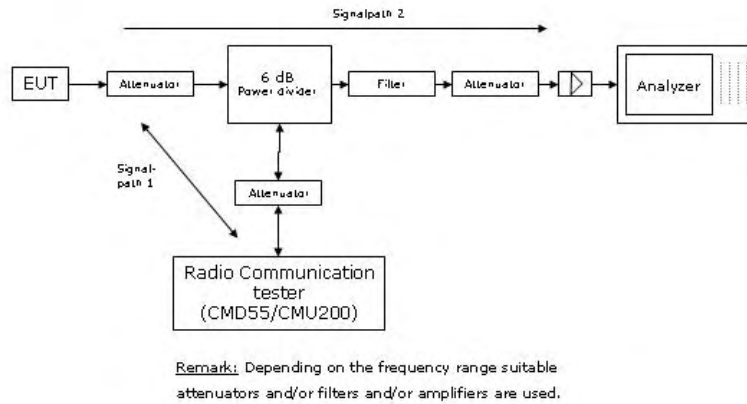 Signalpath 2
EUT
Attenuator
6 dB
Power divider
Filter
Attenuator
Analyzer
Signal-
path 1
Attenuator
Radio Communication
tester
(CMD55/CMU200)
Remark: Depending on the frequency range suitable
attenuators and/or filters and/or amplifiers are used.